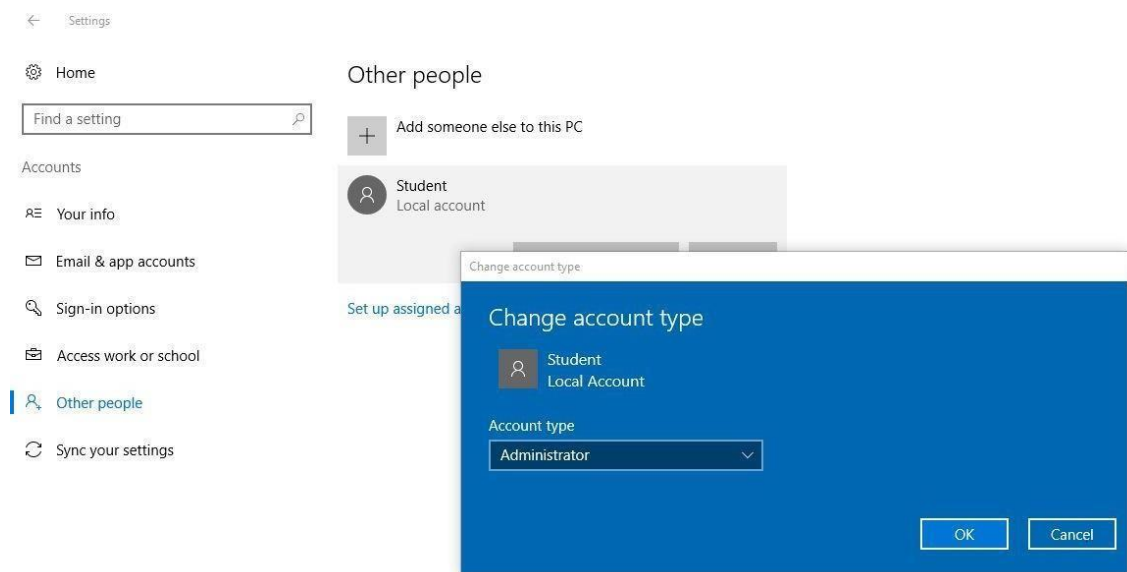 Settings
Home
Find a setting
Accounts
Your info
Email & app accounts
Sign-in options
Access work or school
Other people
Sync your settings
Other people
Add someone else to this PC
Student
Local account
Set up assigned a
Change account type
Change account type
Student
Local Account
Account type
Administrator
OK
Cancel